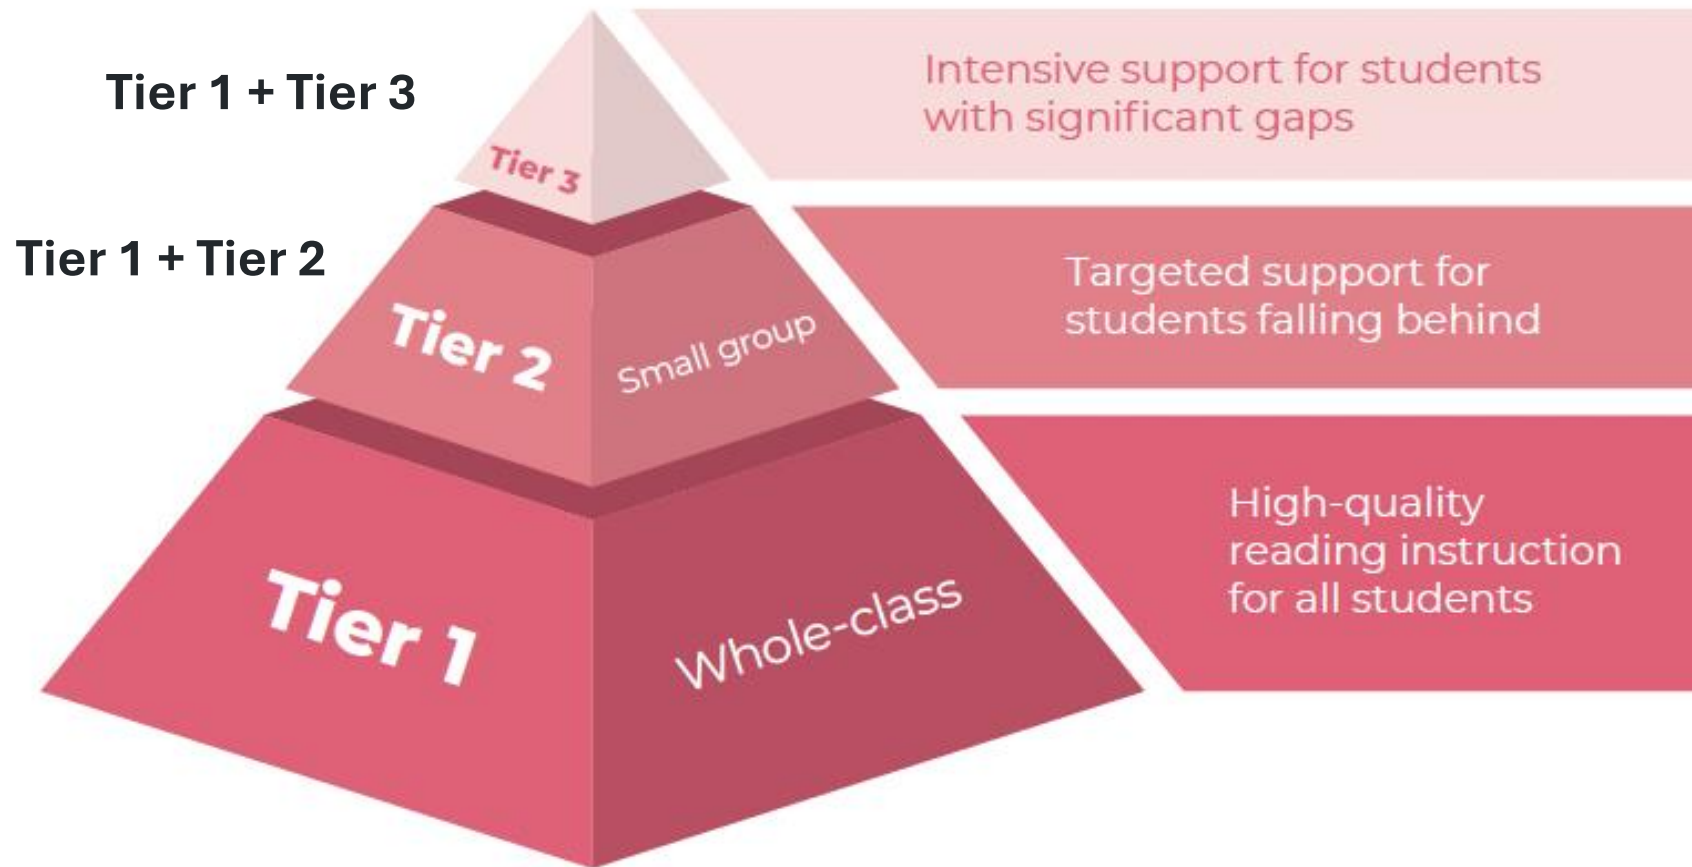 Tier 1 + Tier 3
Tier 3
Intensive support for students
with significant gaps
Tier 1 + Tier 2
Tier 2
Small group
Targeted support for
students falling behind
Tier 1
Whole-class
High-quality
reading instruction
for all students